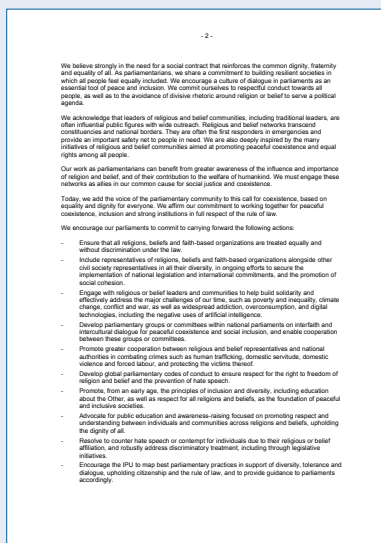 - 2 -
We believe strongly in the need for a social contract that reinforces the common dignity, fraternity
and equality of all. As parliamentarians, we share a commitment to building resilient societies in
which all people feel equally included. We encourage a culture of dialogue in parliaments as an
essential tool of peace and inclusion. We commit ourselves to respectful conduct towards all
people, as well as to the avoidance of divisive rhetoric around religion or belief to serve a political
agenda.
We acknowledge that leaders of religious and belief communities, including traditional leaders, are
often influential public figures with wide outreach. Religious and belief networks transcend
constituencies and national borders. They are often the first responders in emergencies and
provide an important safety net to people in need. We are also deeply inspired by the many
initiatives of religious and belief communities aimed at promoting peaceful coexistence and equal
rights among all people.
Our work as parliamentarians can benefit from greater awareness of the influence and importance
of religion and belief, and of their contribution to the welfare of humankind. We must engage these
networks as allies in our common cause for social justice and coexistence.
Today, we add the voice of the parliamentary community to this call for coexistence, based on
equality and dignity for everyone. We affirm our commitment to working together for peaceful
coexistence, inclusion and strong institutions in full respect of the rule of law.
We encourage our parliaments to commit to carrying forward the following actions:
- Ensure that all religions, beliefs and faith-based organizations are treated equally and
without discrimination under the law.
- Include representatives of religions, beliefs and faith-based organizations alongside other
civil society representatives in all their diversity, in ongoing efforts to secure the
implementation of national legislation and international commitments, and the promotion of
social cohesion.
- Engage with religious or belief leaders and communities to help build solidarity and
effectively address the major challenges of our time, such as poverty and inequality, climate
change, conflict and war, as well as widespread addiction, overconsumption, and digital
technologies, including the negative uses of artificial intelligence.
- Develop parliamentary groups or committees within national parliaments on interfaith and
intercultural dialogue for peaceful coexistence and social inclusion, and enable cooperation
between these groups or committees.
- Promote greater cooperation between religious and belief representatives and national
authorities in combating crimes such as human trafficking, domestic servitude, domestic
violence and forced labour, and protecting the victims thereof.
- Develop global parliamentary codes of conduct to ensure respect for the right to freedom of
religion and belief and the prevention of hate speech.
- Promote, from an early age, the principles of inclusion and diversity, including education
about the Other, as well as respect for all religions and beliefs, as the foundation of peaceful
and inclusive societies.
- Advocate for public education and awareness-raising focused on promoting respect and
understanding between individuals and communities across religions and beliefs, upholding
the dignity of all.
- Resolve to counter hate speech or contempt for individuals due to their religious or belief
affiliation, and robustly address discriminatory treatment, including through legislative
initiatives.
- Encourage the IPU to map best parliamentary practices in support of diversity, tolerance and
dialogue, upholding citizenship and the rule of law, and to provide guidance to parliaments
accordingly.